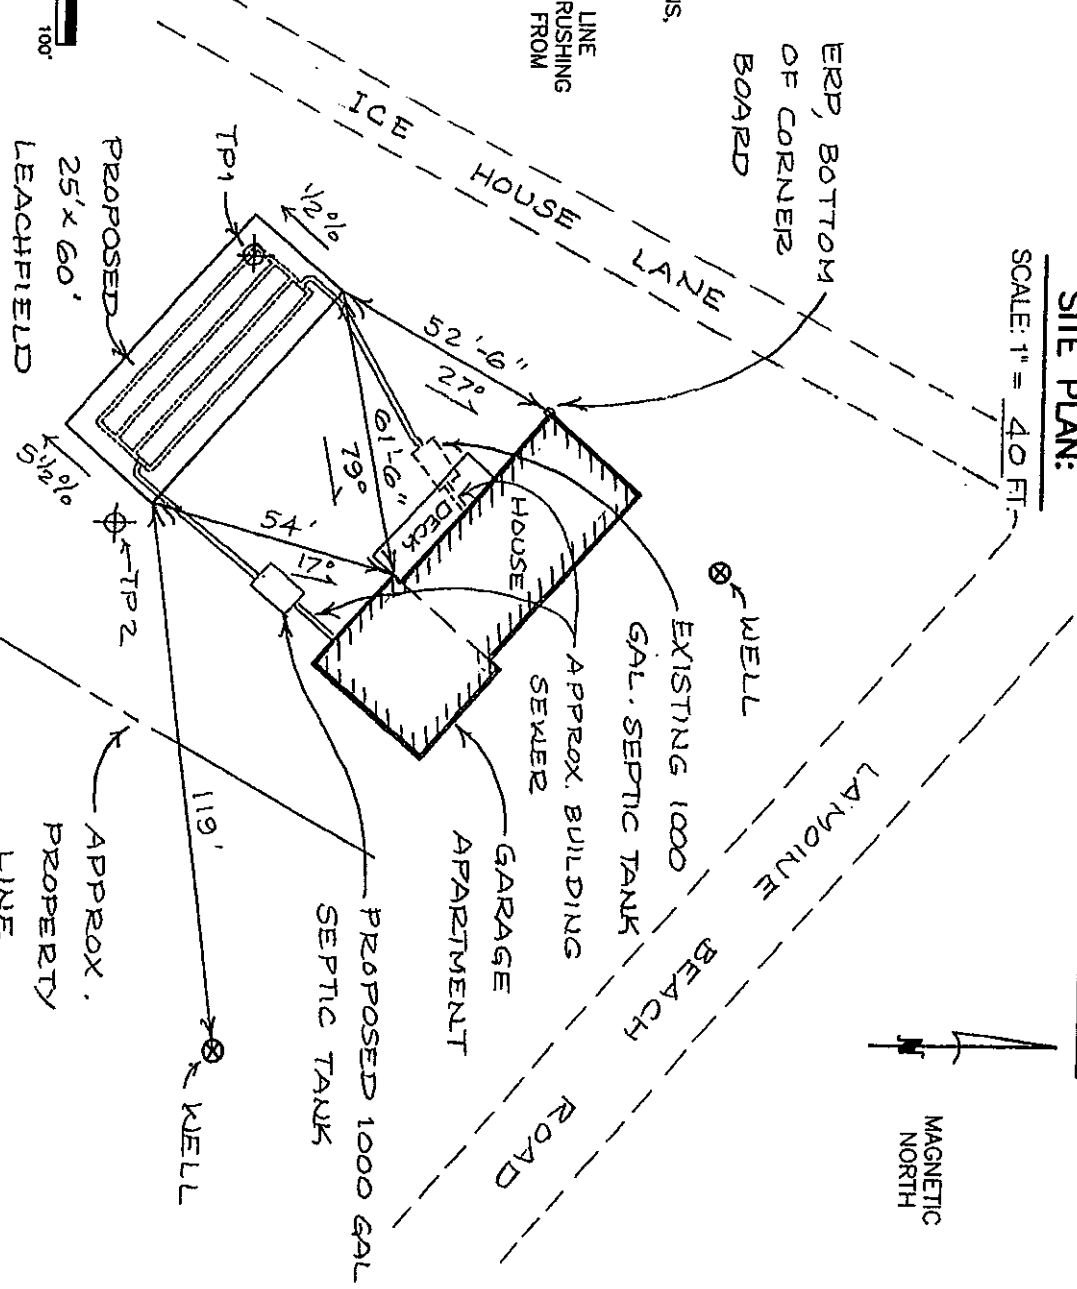 SITE PLAN:
SCALE: 1" = 40 FT.
MAGNETIC
NORTH
N
NS,
LINE
RUSHING
FROM
100'
ERP, BOTTOM
OF CORNER
BOARD
ICE HOUSE LANE
LAMOINE BEACH ROAD
WELL
EXISTING 1000
GAL. SEPTIC TANK
APPROX. BUILDING
SEWER
GARAGE
APARTMENT
PROPOSED 1000 GAL
SEPTIC TANK
HOUSE
DECK
52'-6"
27°
61'-6"
79°
54'
17°
1/2%
5 1/2%
TP1
TP2
PROPOSED
25' x 60'
LEACHFIELD
119'
WELL
APPROX.
PROPERTY
LINE